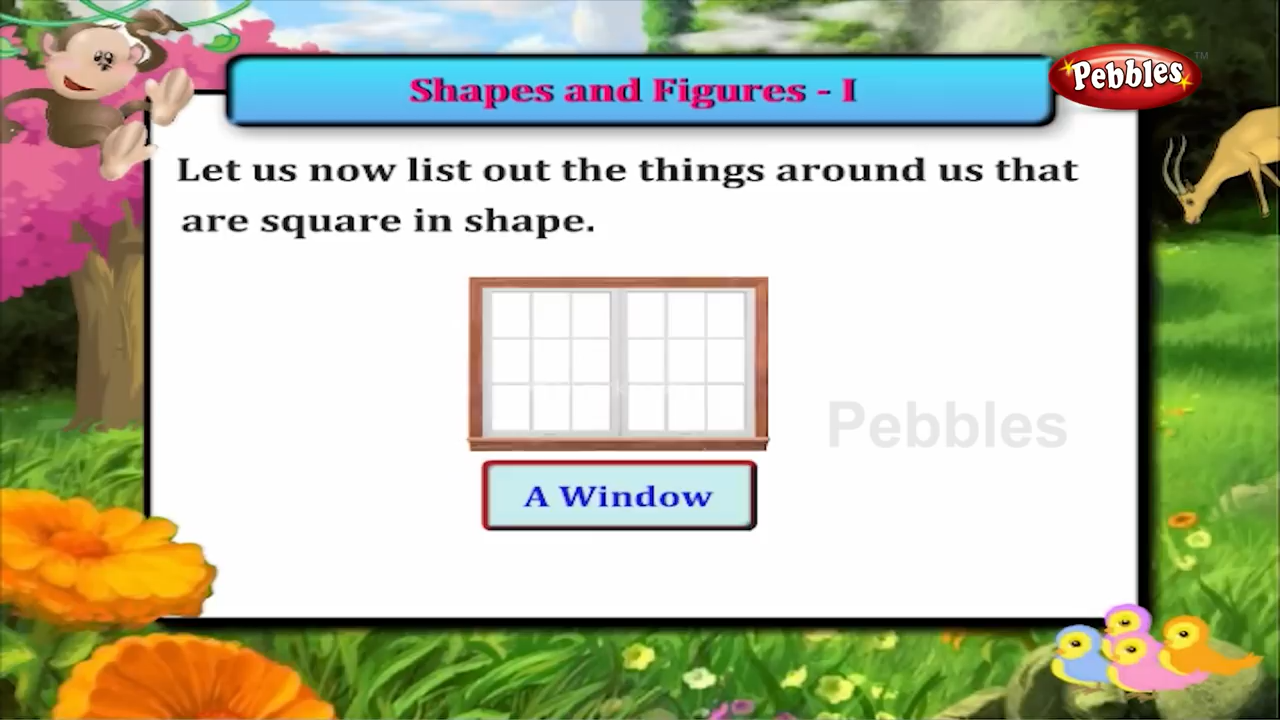 Shapes and Figures - I
Pebbles
TM
Let us now list out the things around us that
are square in shape.
Pebbles
A Window